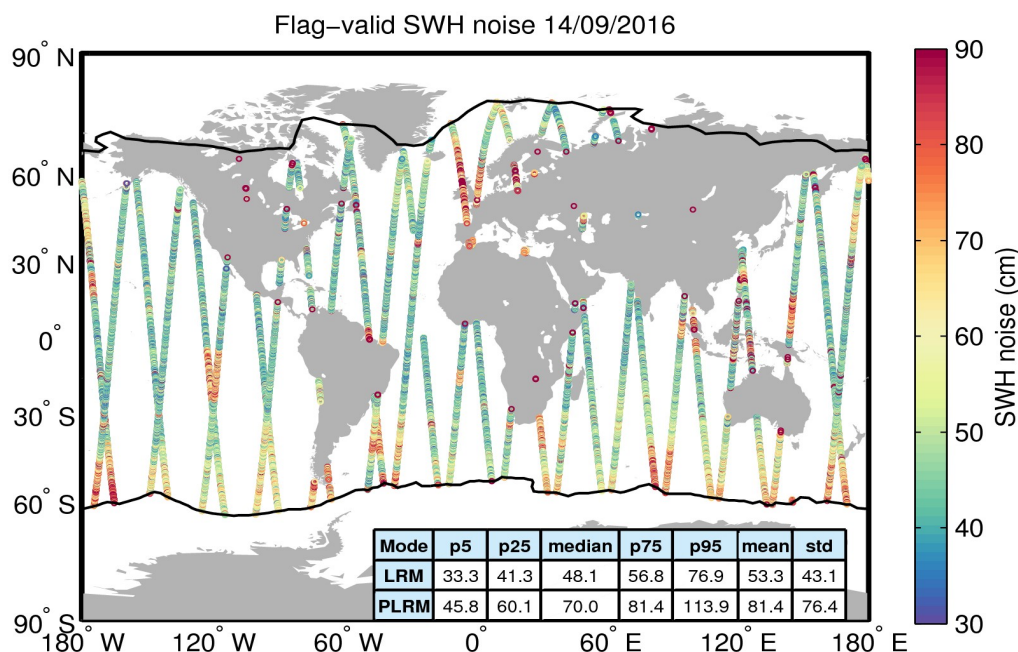 Flag−valid SWH noise 14/09/2016
90° N
60° N
30° N
0°
30° S
60° S
90° S
180° W
120° W
60° W
0°
60° E
120° E
180° E
Mode p5 p25 median p75 p95 mean std
LRM 33.3 41.3 48.1 56.8 76.9 53.3 43.1
PLRM 45.8 60.1 70.0 81.4 113.9 81.4 76.4
90
80
70
60
50
40
30
SWH noise (cm)